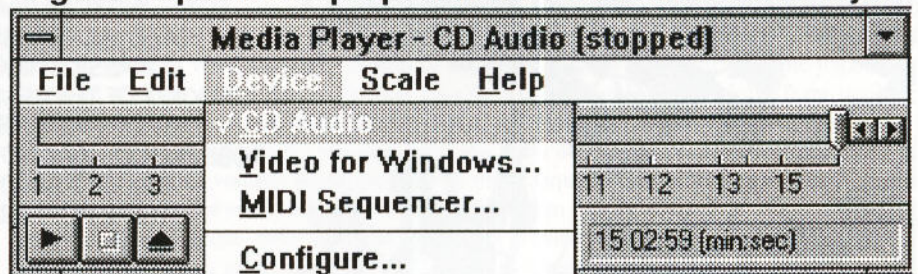 Media Player - CD Audio (stopped)
File Edit Device Scale Help
✓ CD Audio
Video for Windows...
MIDI Sequencer...
Configure...
1 2 3 11 12 13 15
15 02:59 (min:sec)